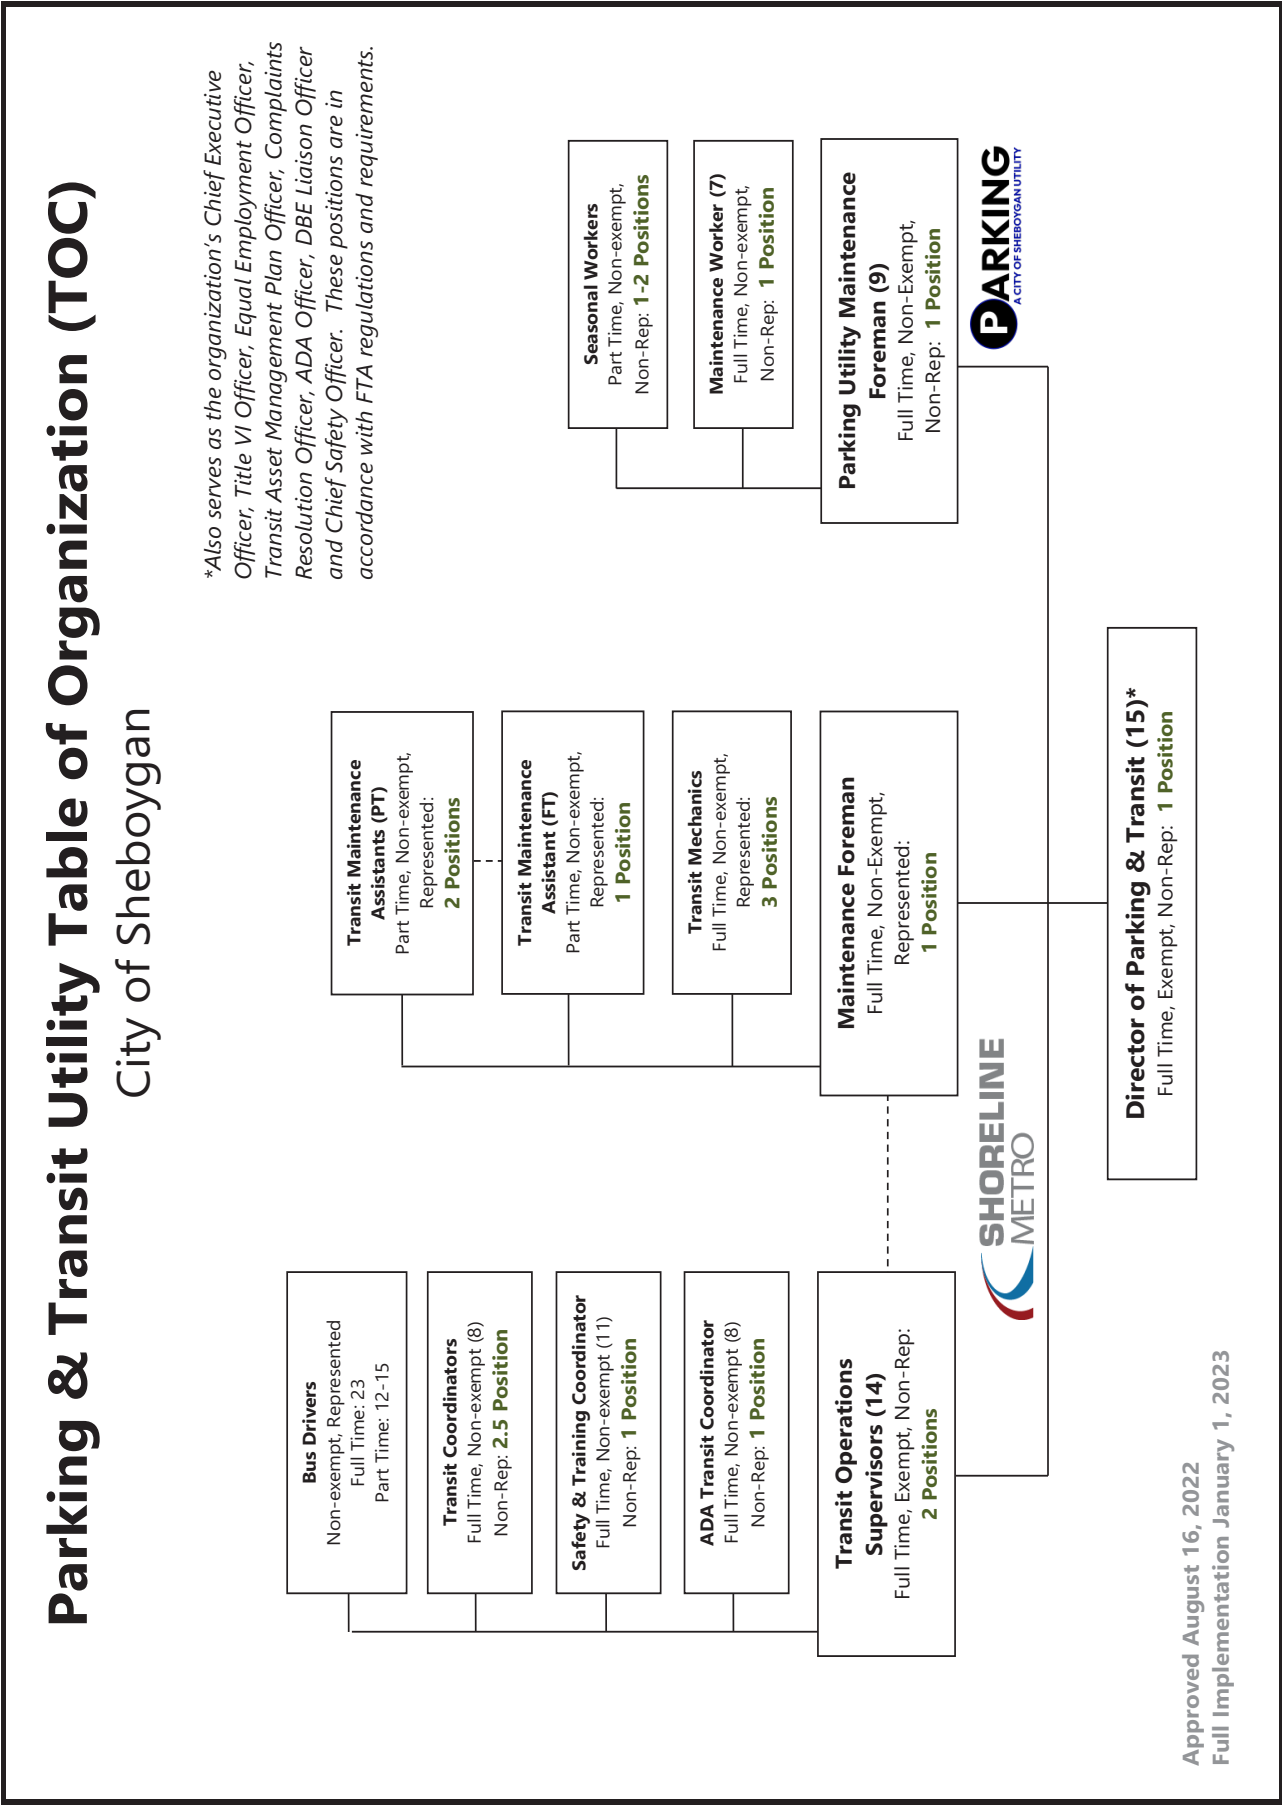 Parking & Transit Utility Table of Organization (TOC)
City of Sheboygan
*Also serves as the organization's Chief Executive
Officer, Title VI Officer, Equal Employment Officer,
Transit Asset Management Plan Officer, Complaints
Resolution Officer, ADA Officer, DBE Liaison Officer
and Chief Safety Officer.  These positions are in
accordance with FTA regulations and requirements.
Bus Drivers
Non-exempt, Represented
Full Time: 23
Part Time: 12-15
Transit Coordinators
Full Time, Non-exempt (8)
Non-Rep: 2.5 Position
Safety & Training Coordinator
Full Time, Non-exempt (11)
Non-Rep: 1 Position
ADA Transit Coordinator
Full Time, Non-exempt (8)
Non-Rep: 1 Position
Transit Operations
Supervisors (14)
Full Time, Exempt, Non-Rep:
2 Positions
Transit Maintenance
Assistants (PT)
Part Time, Non-exempt,
Represented:
2 Positions
Transit Maintenance
Assistant (FT)
Part Time, Non-exempt,
Represented:
1 Position
Transit Mechanics
Full Time, Non-exempt,
Represented:
3 Positions
Maintenance Foreman
Full Time, Non-Exempt,
Represented:
1 Position
Seasonal Workers
Part Time, Non-exempt,
Non-Rep: 1-2 Positions
Maintenance Worker (7)
Full Time, Non-exempt,
Non-Rep: 1 Position
Parking Utility Maintenance
Foreman (9)
Full Time, Non-Exempt,
Non-Rep: 1 Position
SHORELINE
METRO
PARKING
A CITY OF SHEBOYGAN UTILITY
Director of Parking & Transit (15)*
Full Time, Exempt, Non-Rep: 1 Position
Approved August 16, 2022
Full Implementation January 1, 2023